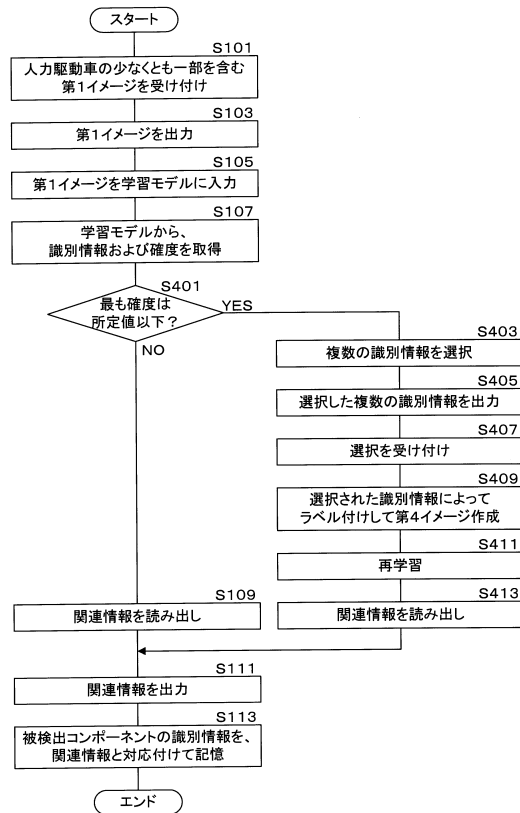 スタート
S101
人力駆動車の少なくとも一部を含む
第1イメージを受け付け
S103
第1イメージを出力
S105
第1イメージを学習モデルに入力
S107
学習モデルから、
識別情報および確度を取得
S401
最も確度は
所定値以下？
YES
NO
S403
複数の識別情報を選択
S405
選択した複数の識別情報を出力
S407
選択を受け付け
S409
選択された識別情報によって
ラベル付けして第4イメージ作成
S411
再学習
S413
関連情報を読み出し
S109
関連情報を読み出し
S111
関連情報を出力
S113
被検出コンポーネントの識別情報を、
関連情報と対応付けて記憶
エンド